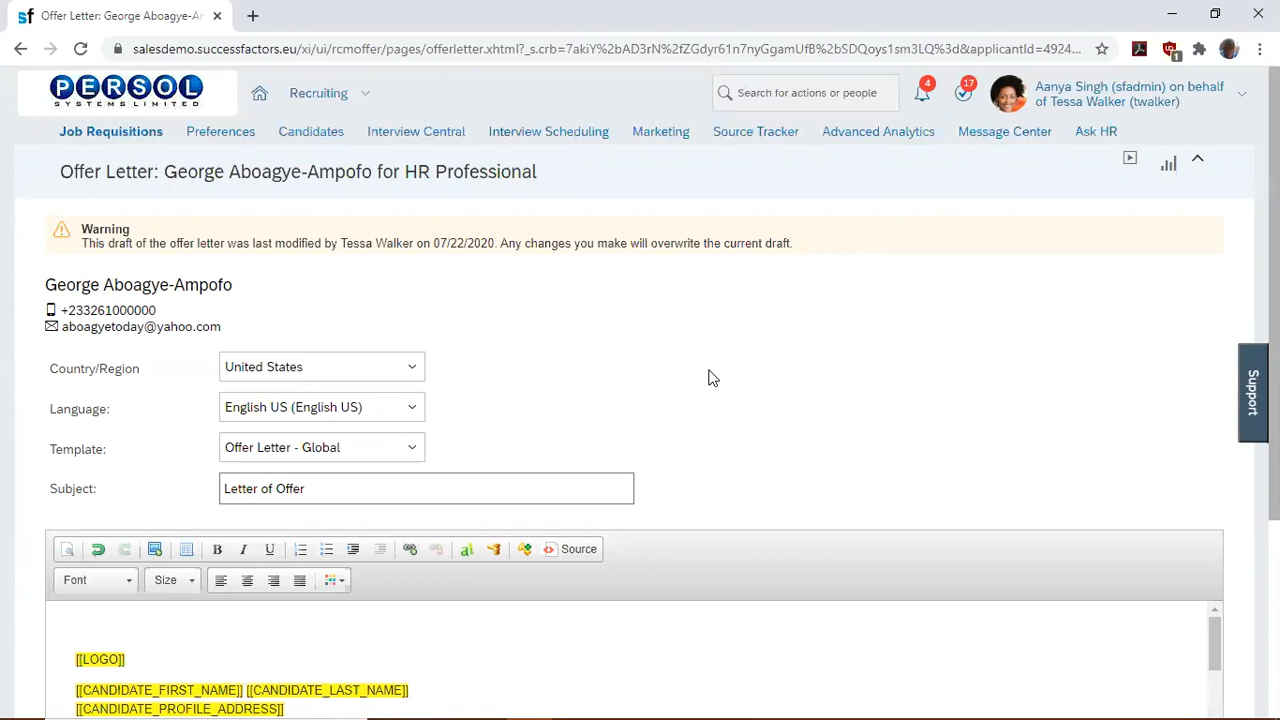 Offer Letter: George Aboagye-A
salesdemo.successfactors.eu/xi/ui/rcmoffer/pages/offerletter.xhtml?_s.crb=7akiY%2bAD3rN%2fZGdyr61n7nyGgamUfB%2bSDQoys1sm3LQ%3d&applicantId=4924...
PERSOL
SYSTEMS LIMITED
Recruiting
Search for actions or people
4
17
Aanya Singh (sfadmin) on behalf
of Tessa Walker (twalker)
Job Requisitions Preferences Candidates Interview Central Interview Scheduling Marketing Source Tracker Advanced Analytics Message Center Ask HR
Offer Letter: George Aboagye-Ampofo for HR Professional
Warning
This draft of the offer letter was last modified by Tessa Walker on 07/22/2020. Any changes you make will overwrite the current draft.
George Aboagye-Ampofo
+233261000000
aboagyetoday@yahoo.com
Country/Region United States
Language: English US (English US)
Template: Offer Letter - Global
Subject: Letter of Offer
Support
Source
Font Size
[[LOGO]]
[[CANDIDATE_FIRST_NAME]] [[CANDIDATE_LAST_NAME]]
[[CANDIDATE_PROFILE_ADDRESS]]